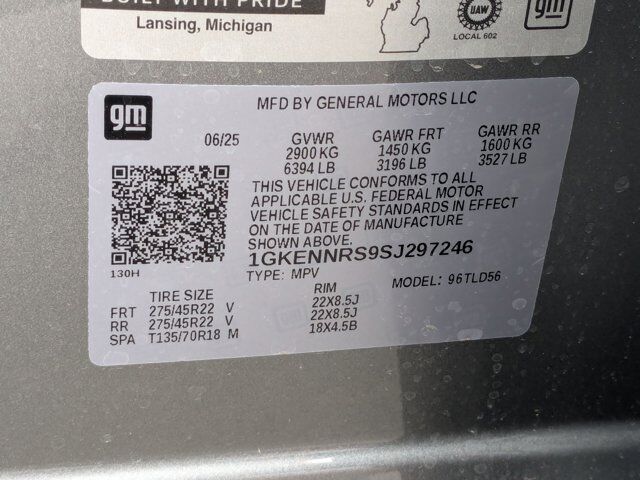 BUILT WITH PRIDE
Lansing, Michigan
UAW
LOCAL 602
gm
gm
MFD BY GENERAL MOTORS LLC
06/25 GVWR GAWR FRT GAWR RR
2900 KG 1450 KG 1600 KG
6394 LB 3196 LB 3527 LB
THIS VEHICLE CONFORMS TO ALL
APPLICABLE U.S. FEDERAL MOTOR
VEHICLE SAFETY STANDARDS IN EFFECT
ON THE DATE OF MANUFACTURE
SHOWN ABOVE.
1GKENNRS9SJ297246
130H
TYPE: MPV MODEL: 96TLD56
TIRE SIZE RIM
FRT 275/45R22 V 22X8.5J
RR 275/45R22 V 22X8.5J
SPA T135/70R18 M 18X4.5B